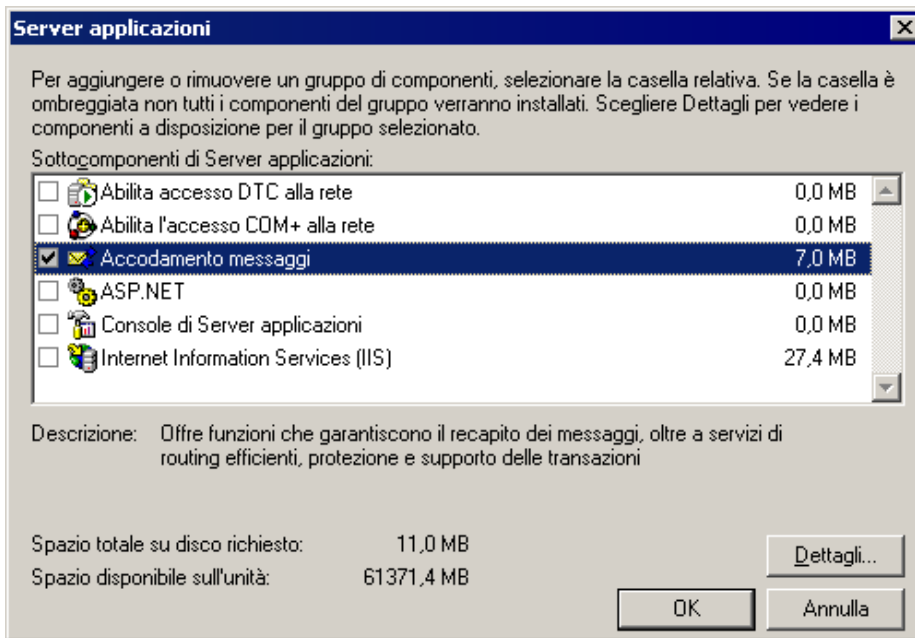 Server applicazioni
Per aggiungere o rimuovere un gruppo di componenti, selezionare la casella relativa. Se la casella è
ombreggiata non tutti i componenti del gruppo verranno installati. Scegliere Dettagli per vedere i
componenti a disposizione per il gruppo selezionato.
Sottocomponenti di Server applicazioni:
Abilita accesso DTC alla rete 0,0 MB
Abilita l'accesso COM+ alla rete 0,0 MB
Accodamento messaggi 7,0 MB
ASP.NET 0,0 MB
Console di Server applicazioni 0,0 MB
Internet Information Services (IIS) 27,4 MB
Descrizione: Offre funzioni che garantiscono il recapito dei messaggi, oltre a servizi di
routing efficienti, protezione e supporto delle transazioni
Spazio totale su disco richiesto: 11,0 MB
Spazio disponibile sull'unità: 61371,4 MB
Dettagli...
OK Annulla